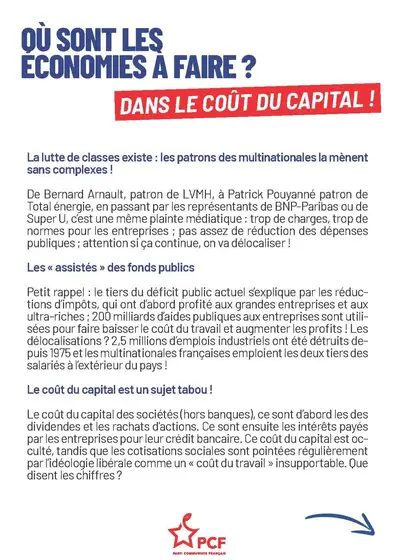 OÙ SONT LES
ÉCONOMIES À FAIRE ?
DANS LE COÛT DU CAPITAL !
La lutte de classes existe : les patrons des multinationales la mènent
sans complexes !
De Bernard Arnault, patron de LVMH, à Patrick Pouyanné patron de
Total énergie, en passant par les représentants de BNP-Paribas ou de
Super U, c'est une même plainte médiatique : trop de charges, trop de
normes pour les entreprises ; pas assez de réduction des dépenses
publiques ; attention si ça continue, on va délocaliser !
Les « assistés » des fonds publics
Petit rappel : le tiers du déficit public actuel s'explique par les réduc-
tions d'impôts, qui ont d'abord profité aux grandes entreprises et aux
ultra-riches ; 200 milliards d'aides publiques aux entreprises sont utili-
sées pour faire baisser le coût du travail et augmenter les profits ! Les
délocalisations ? 2,5 millions d'emplois industriels ont été détruits de-
puis 1975 et les multinationales françaises emploient les deux tiers des
salariés à l'extérieur du pays !
Le coût du capital est un sujet tabou !
Le coût du capital des sociétés (hors banques), ce sont d'abord les des
dividendes et les rachats d'actions. Ce sont ensuite les intérêts payés
par les entreprises pour leur crédit bancaire. Ce coût du capital est oc-
culté, tandis que les cotisations sociales sont pointées régulièrement
par l'idéologie libérale comme un « coût du travail » insupportable. Que
disent les chiffres ?
PCF
PARTI COMMUNISTE FRANÇAIS